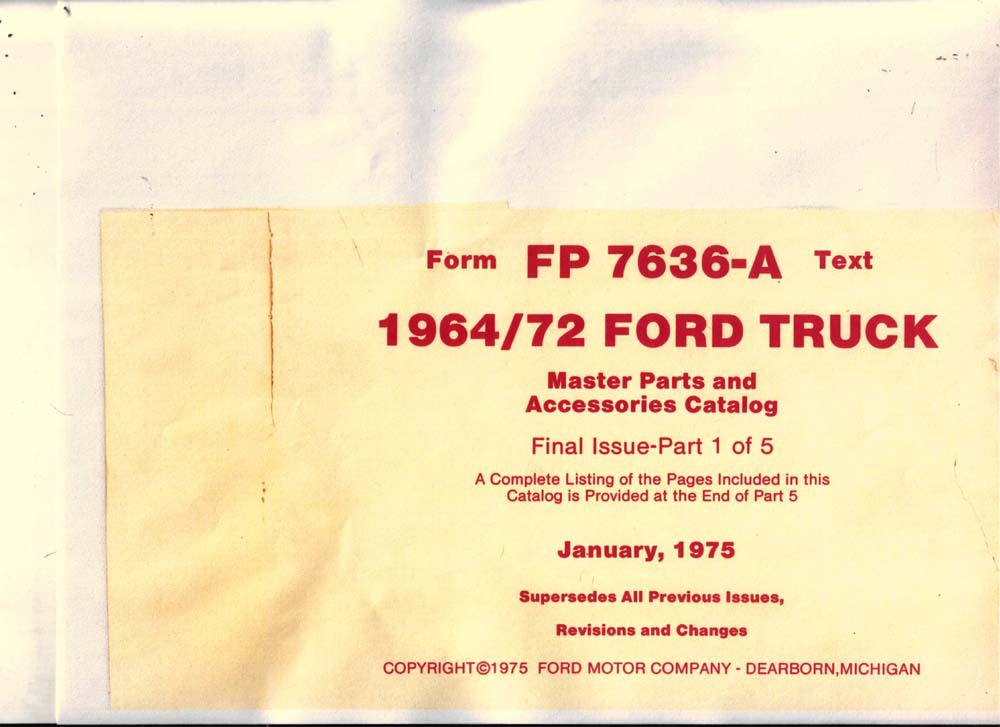 Form FP 7636-A Text
1964/72 FORD TRUCK
Master Parts and
Accessories Catalog
Final Issue-Part 1 of 5
A Complete Listing of the Pages Included in this
Catalog is Provided at the End of Part 5
January, 1975
Supersedes All Previous Issues,
Revisions and Changes
COPYRIGHT©1975 FORD MOTOR COMPANY - DEARBORN,MICHIGAN